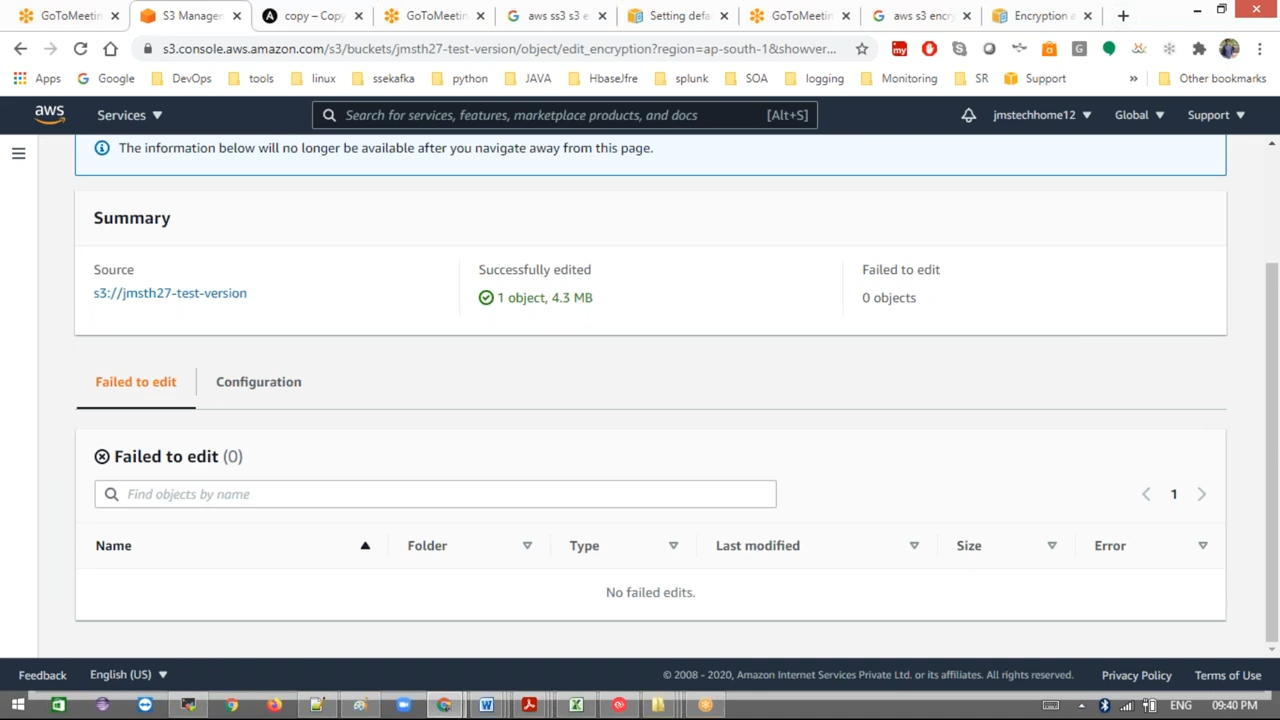 GoToMeetin
S3 Manage
copy – Copy
GoToMeetin
aws ss3 s3 e
Setting defa
GoToMeetin
aws s3 encr
Encryption a
s3.console.aws.amazon.com/s3/buckets/jmsth27-test-version/object/edit_encryption?region=ap-south-1&showver...
Apps
Google
DevOps
tools
linux
ssekafka
python
JAVA
Hbase/fre
splunk
SOA
logging
Monitoring
SR
Support
»
Other bookmarks
aws
Services
Search for services, features, marketplace products, and docs
[Alt+S]
jmstechhome12
Global
Support
The information below will no longer be available after you navigate away from this page.
Summary
Source
Successfully edited
Failed to edit
s3://jmsth27-test-version
1 object, 4.3 MB
0 objects
Failed to edit
Configuration
Failed to edit (0)
Find objects by name
1
Name
Folder
Type
Last modified
Size
Error
No failed edits.
Feedback
English (US)
© 2008 - 2020, Amazon Internet Services Private Ltd. or its affiliates. All rights reserved.
Privacy Policy
Terms of Use
ENG
09:40 PM